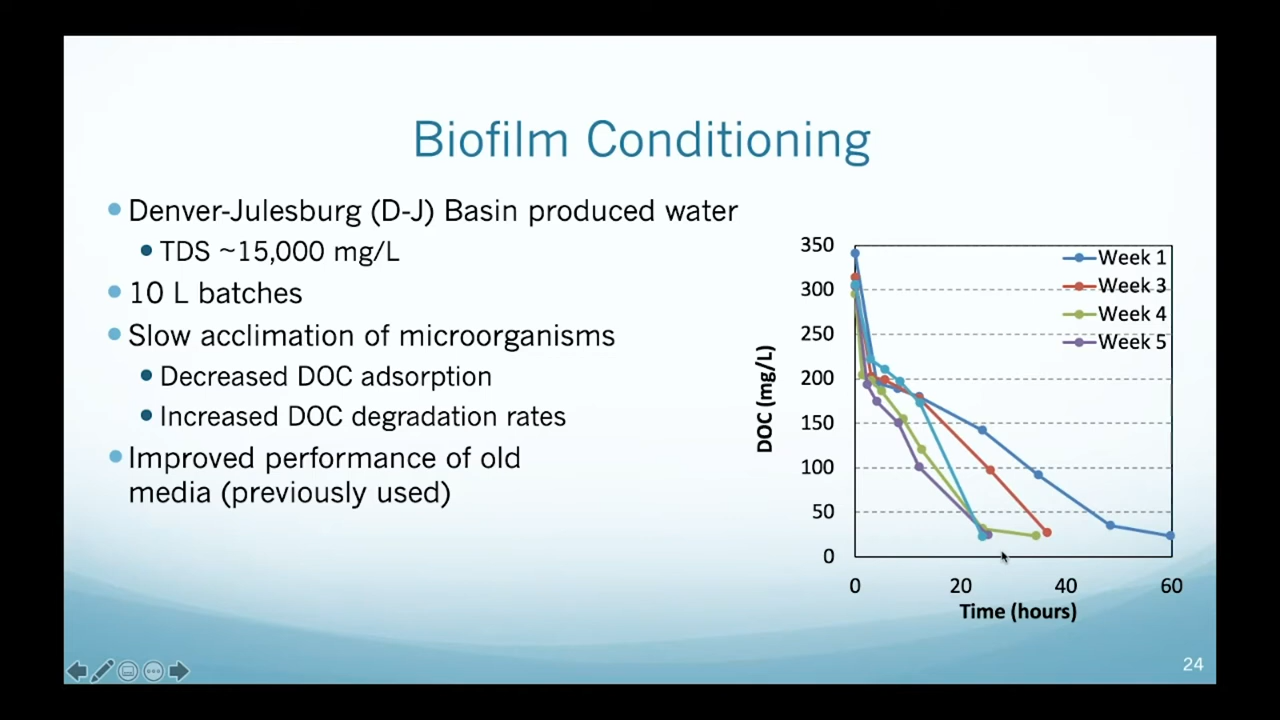 Biofilm Conditioning
Denver-Julesburg (D-J) Basin produced water
TDS ~15,000 mg/L
10 L batches
Slow acclimation of microorganisms
Decreased DOC adsorption
Increased DOC degradation rates
Improved performance of old
media (previously used)
DOC (mg/L)
350
300
250
200
150
100
50
0
Week 1
Week 3
Week 4
Week 5
0 20 40 60
Time (hours)
24